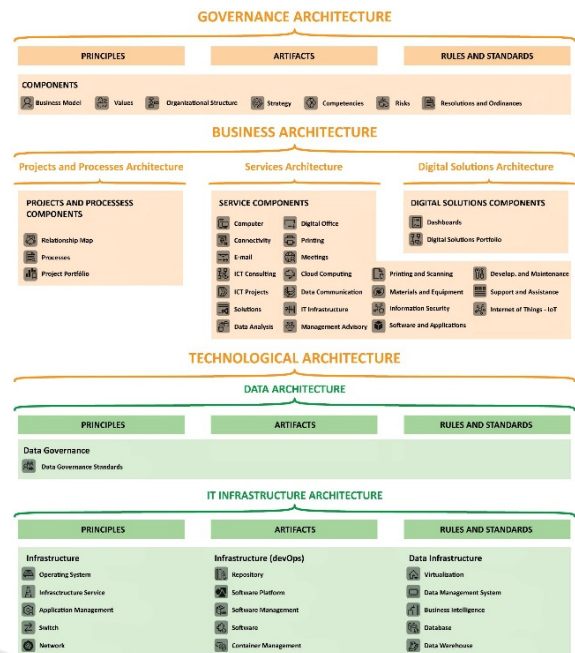 GOVERNANCE ARCHITECTURE
PRINCIPLES
ARTIFACTS
RULES AND STANDARDS
COMPONENTS
Business Model
Values
Organizational Structure
Strategy
Competencies
Risks
Resolutions and Ordinances
BUSINESS ARCHITECTURE
Projects and Processes Architecture
Services Architecture
Digital Solutions Architecture
PROJECTS AND PROCESSESS
COMPONENTS
Relationship Map
Processes
Project Portfólio
SERVICE COMPONENTS
Computer
Digital Office
Connectivity
Printing
E-mail
Meetings
ICT Consulting
Cloud Computing
Printing and Scanning
Develop. and Maintenance
ICT Projects
Data Communication
Materials and Equipment
Support and Assistance
Solutions
IT Infrastructure
Information Security
Internet of Things - IoT
Data Analysis
Management Advisory
Software and Applications
DIGITAL SOLUTIONS COMPONENTS
Dashboards
Digital Solutions Portfolio
TECHNOLOGICAL ARCHITECTURE
DATA ARCHITECTURE
PRINCIPLES
ARTIFACTS
RULES AND STANDARDS
Data Governance
Data Governance Standards
IT INFRASTRUCTURE ARCHITECTURE
PRINCIPLES
ARTIFACTS
RULES AND STANDARDS
Infrastructure
Operating System
Infrasctructure Service
Application Management
Switch
Network
Infrastructure (devOps)
Repository
Software Platform
Software Management
Software
Container Management
Data Infrastructure
Virtualization
Data Management System
Business Intelligence
Database
Data Warehouse